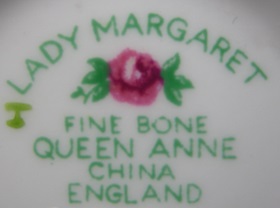 LADY MARGARET
FINE BONE
QUEEN ANNE
CHINA
ENGLAND